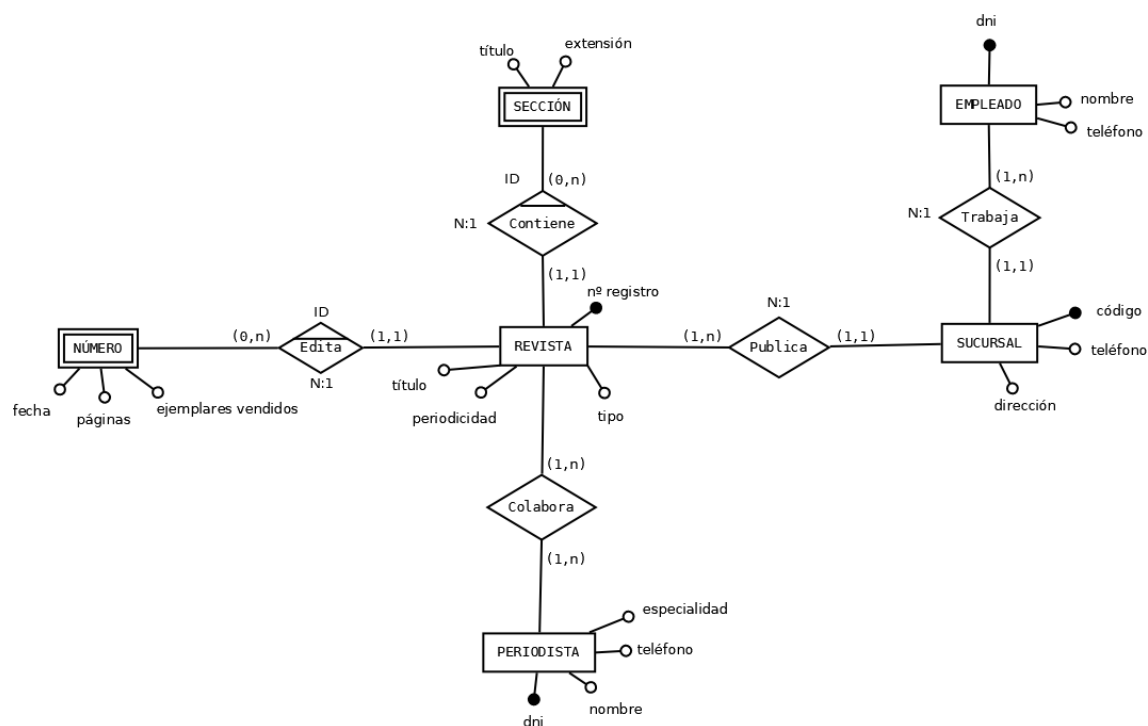 dni
título
extensión
SECCIÓN
EMPLEADO
nombre
teléfono
ID
(0,n)
(1,n)
N:1
Contiene
N:1
Trabaja
(1,1)
(1,1)
nº registro
ID
N:1
código
NÚMERO
(0,n)
Edita
(1,1)
REVISTA
(1,n)
Publica
(1,1)
SUCURSAL
teléfono
N:1
fecha
páginas
ejemplares vendidos
título
periodicidad
tipo
dirección
(1,n)
Colabora
(1,n)
especialidad
PERIODISTA
teléfono
dni
nombre